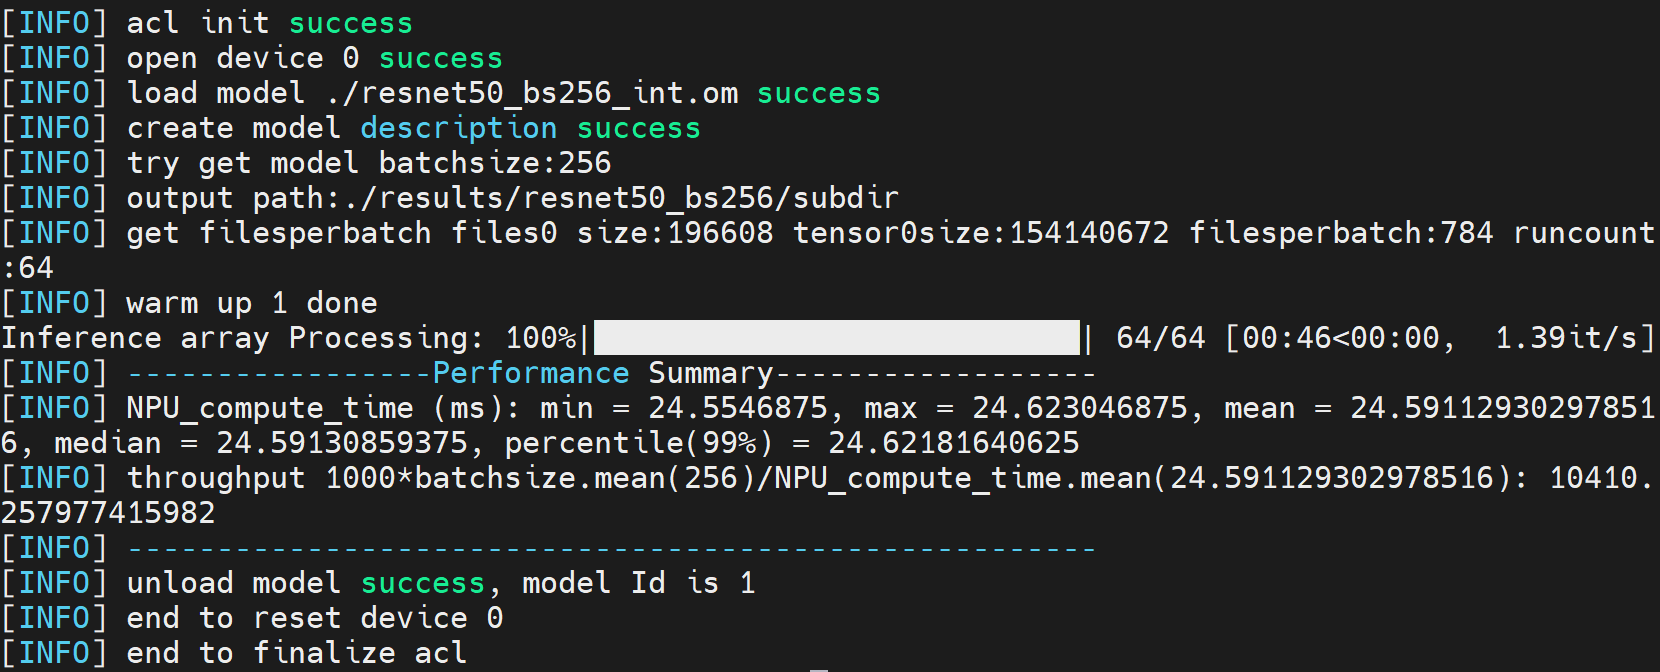 [INFO] acl init success
[INFO] open device 0 success
[INFO] load model ./resnet50_bs256_int.om success
[INFO] create model description success
[INFO] try get model batchsize:256
[INFO] output path:./results/resnet50_bs256/subdir
[INFO] get filesperbatch files0 size:196608 tensor0size:154140672 filesperbatch:784 runcount
:64
[INFO] warm up 1 done
Inference array Processing: 100%|                           | 64/64 [00:46<00:00,  1.39it/s]
[INFO] -----------------Performance Summary------------------
[INFO] NPU_compute_time (ms): min = 24.5546875, max = 24.623046875, mean = 24.59112930297851
6, median = 24.59130859375, percentile(99%) = 24.62181640625
[INFO] throughput 1000*batchsize.mean(256)/NPU_compute_time.mean(24.591129302978516): 10410.
257977415982
[INFO] ------------------------------------------------------
[INFO] unload model success, model Id is 1
[INFO] end to reset device 0
[INFO] end to finalize acl